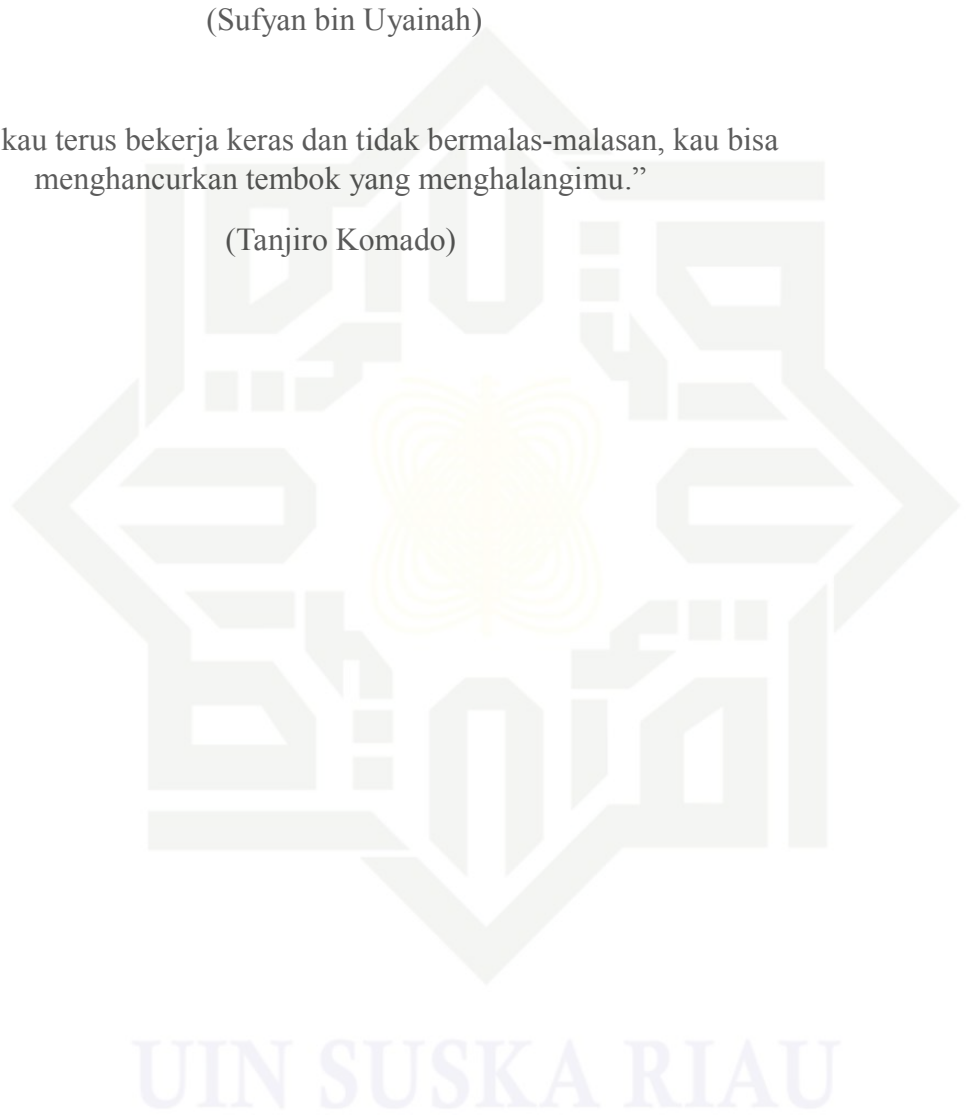 (Sufyan bin Uyainah)
kau terus bekerja keras dan tidak bermalas-malasan, kau bisa
menghancurkan tembok yang menghalangimu.”
(Tanjiro Komado)
UIN SUSKA RIAU